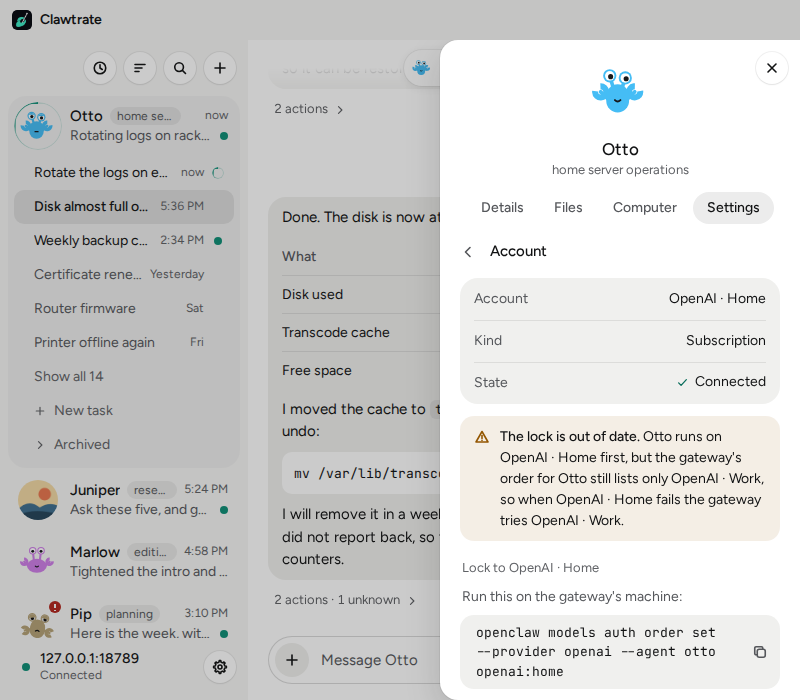 Clawtrate
Otto
home se...
now
Rotating logs on rack...
Rotate the logs on e...
now
Disk almost full o...
5:36 PM
Weekly backup c...
2:34 PM
Certificate rene...
Yesterday
Router firmware
Sat
Printer offline again
Fri
Show all 14
New task
Archived
Juniper
rese...
5:24 PM
Ask these five, and g...
Marlow
editi...
4:58 PM
Tightened the intro and ...
Pip
planning
3:10 PM
Here is the week. wit...
127.0.0.1:18789
Connected
2 actions
Done. The disk is now at
What
Disk used
Transcode cache
Free space
I moved the cache to
undo:
mv /var/lib/transc
I will remove it in a week
did not report back, so
counters.
2 actions · 1 unknown
Message Otto
Otto
home server operations
Details
Files
Computer
Settings
Account
Account
OpenAI · Home
Kind
Subscription
State
Connected
The lock is out of date. Otto runs on
OpenAI · Home first, but the gateway's
order for Otto still lists only OpenAI · Work,
so when OpenAI · Home fails the gateway
tries OpenAI · Work.
Lock to OpenAI · Home
Run this on the gateway's machine:
openclaw models auth order set
--provider openai --agent otto
openai:home